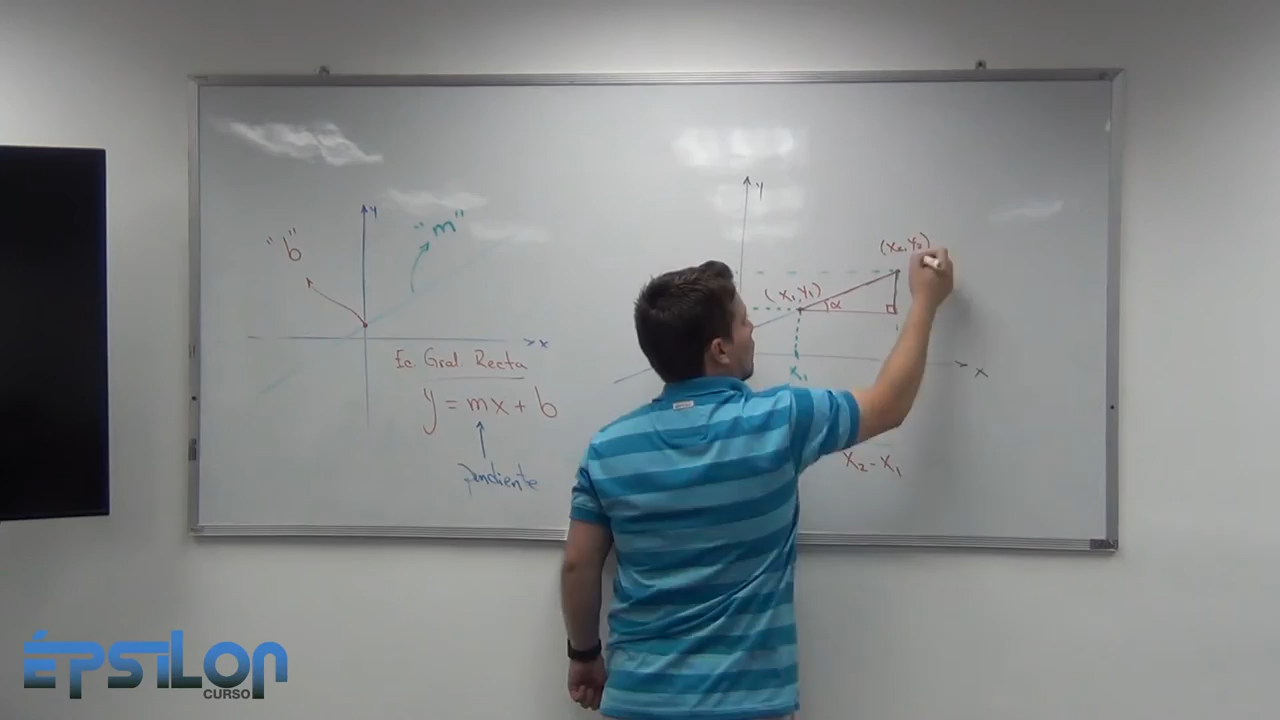 y
"m"
"b"
x
Ec. Gral. Recta
y = mx + b
pendiente
y
(x₂, y₂)
(x₁, y₁)
α
x₁
x
x₂ - x₁
ÉPSILON
CURSO